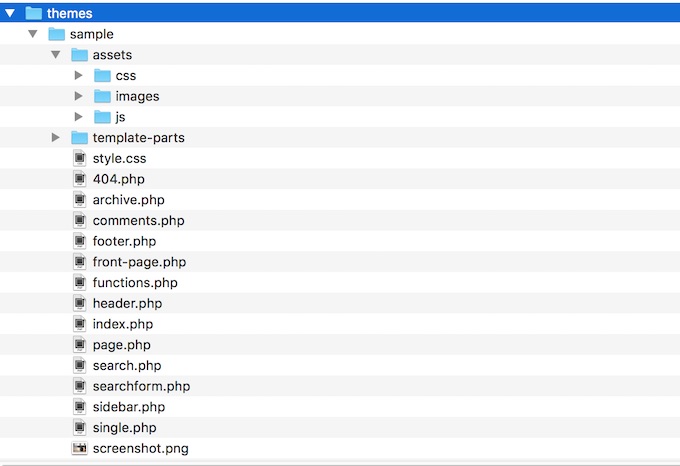 themes
sample
assets
css
images
js
template-parts
style.css
404.php
archive.php
comments.php
footer.php
front-page.php
functions.php
header.php
index.php
page.php
search.php
searchform.php
sidebar.php
single.php
screenshot.png